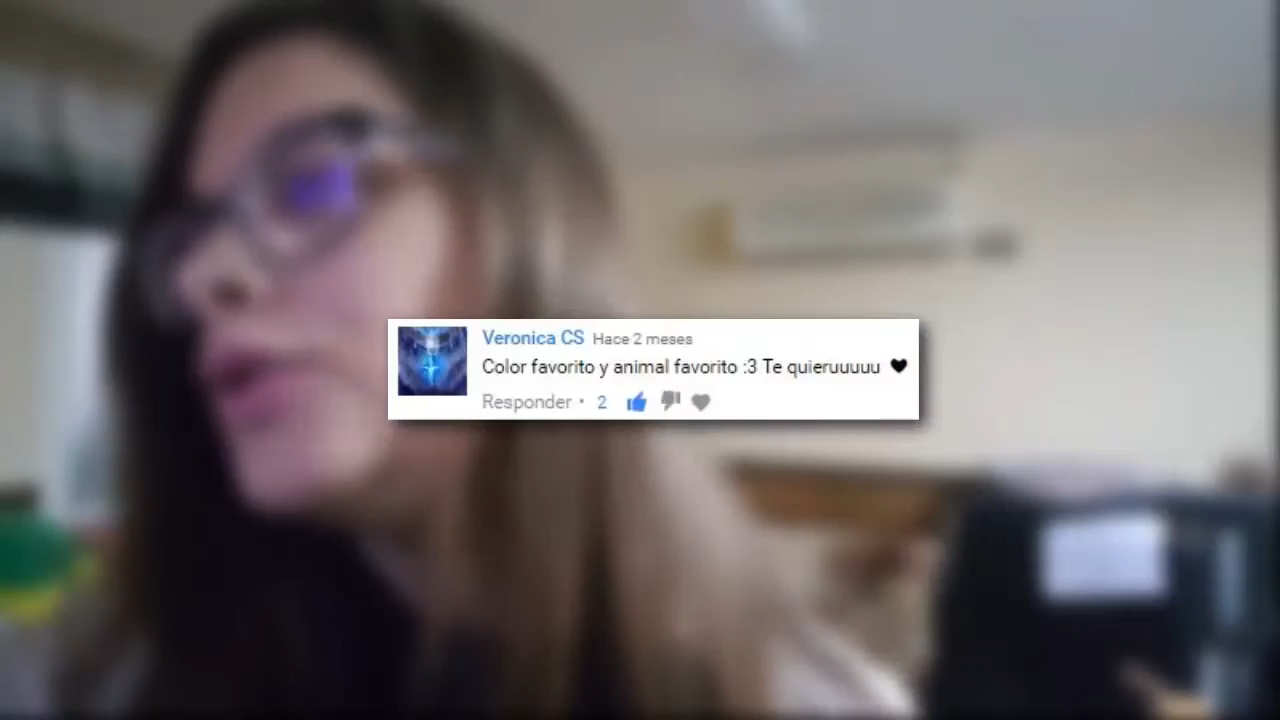 Veronica CS Hace 2 meses
Color favorito y animal favorito :3 Te quieruuuuu 🖤
Responder • 2